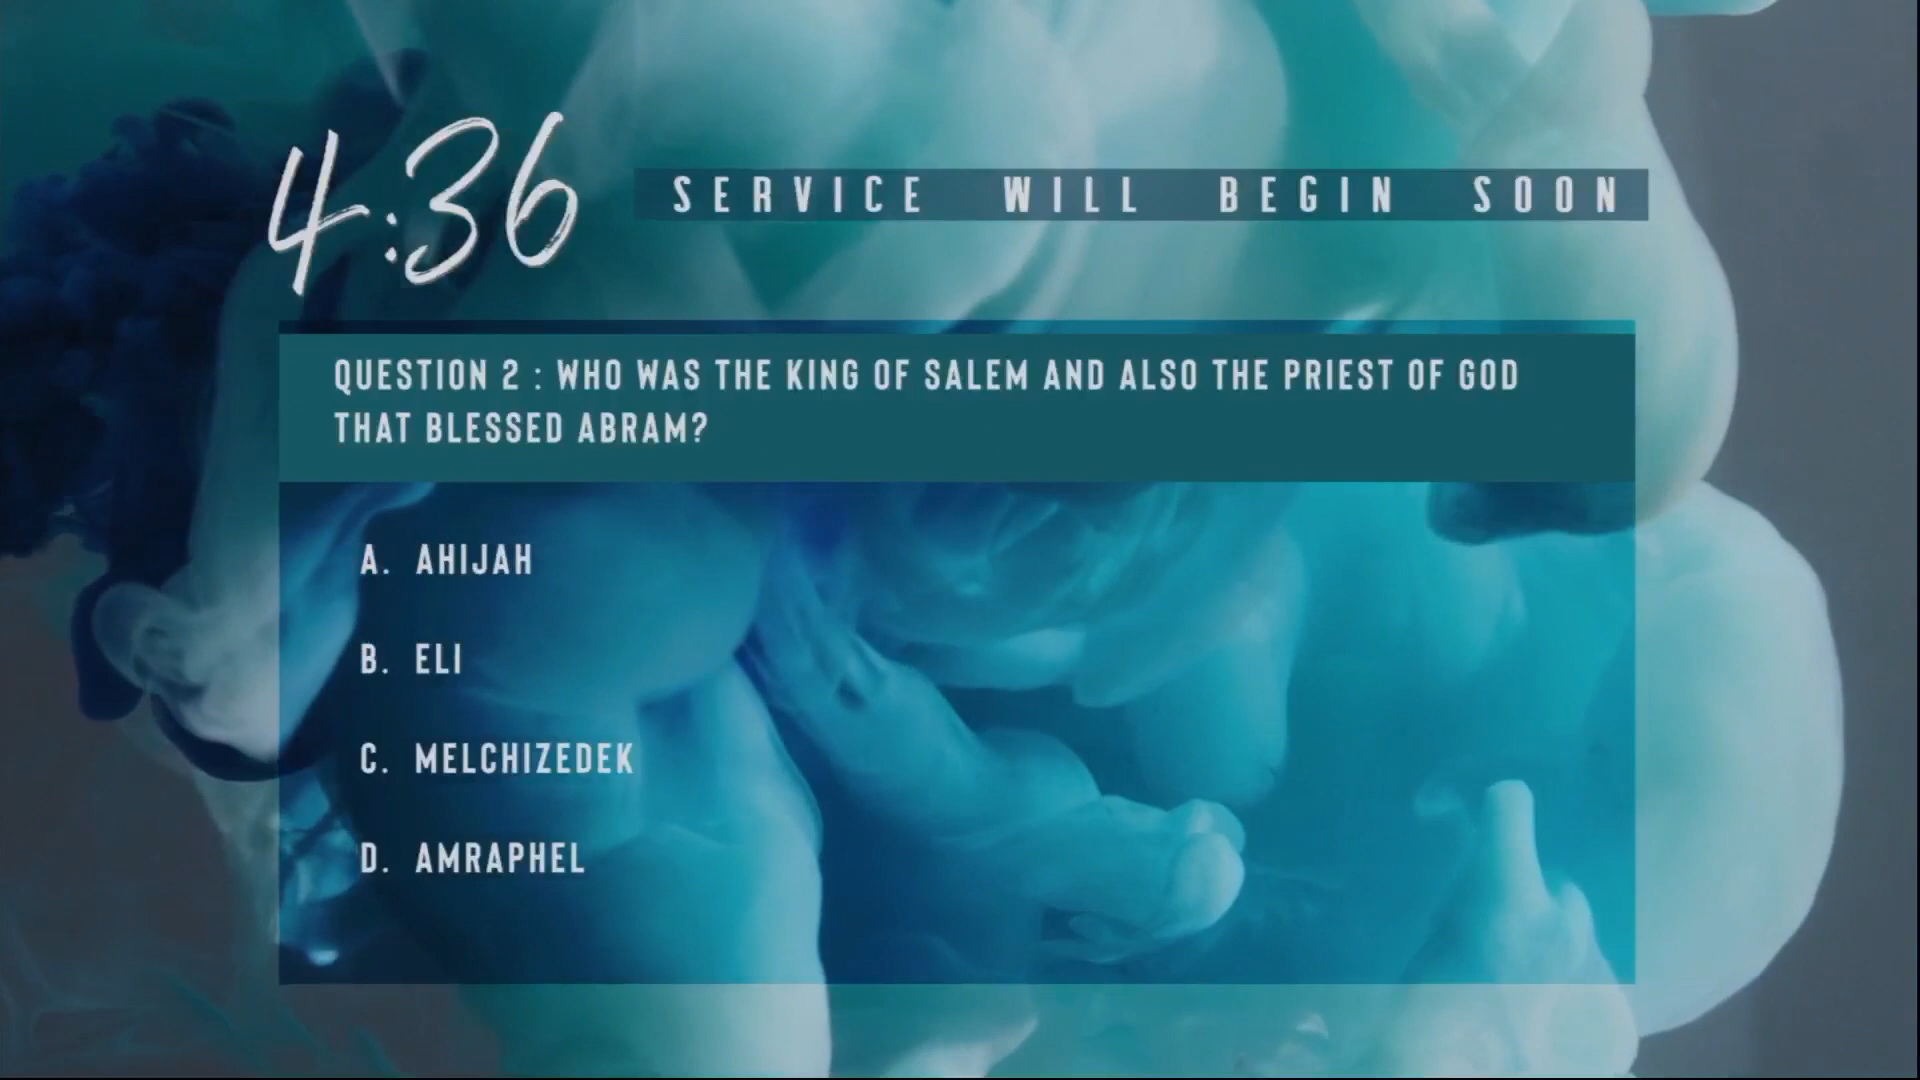 4:36
SERVICE WILL BEGIN SOON
QUESTION 2 : WHO WAS THE KING OF SALEM AND ALSO THE PRIEST OF GOD
THAT BLESSED ABRAM?
A. AHIJAH
B. ELI
C. MELCHIZEDEK
D. AMRAPHEL